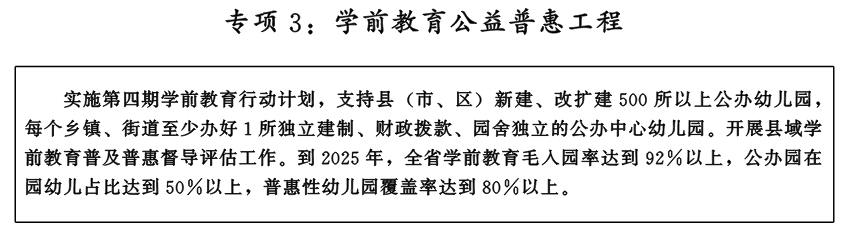 专项 3：学前教育公益普惠工程
实施第四期学前教育行动计划，支持县（市、区）新建、改扩建 500 所以上公办幼儿园，
每个乡镇、街道至少办好 1 所独立建制、财政拨款、园舍独立的公办中心幼儿园。开展县域学
前教育普及普惠督导评估工作。到 2025 年，全省学前教育毛入园率达到 92%以上，公办园在
园幼儿占比达到 50%以上，普惠性幼儿园覆盖率达到 80%以上。